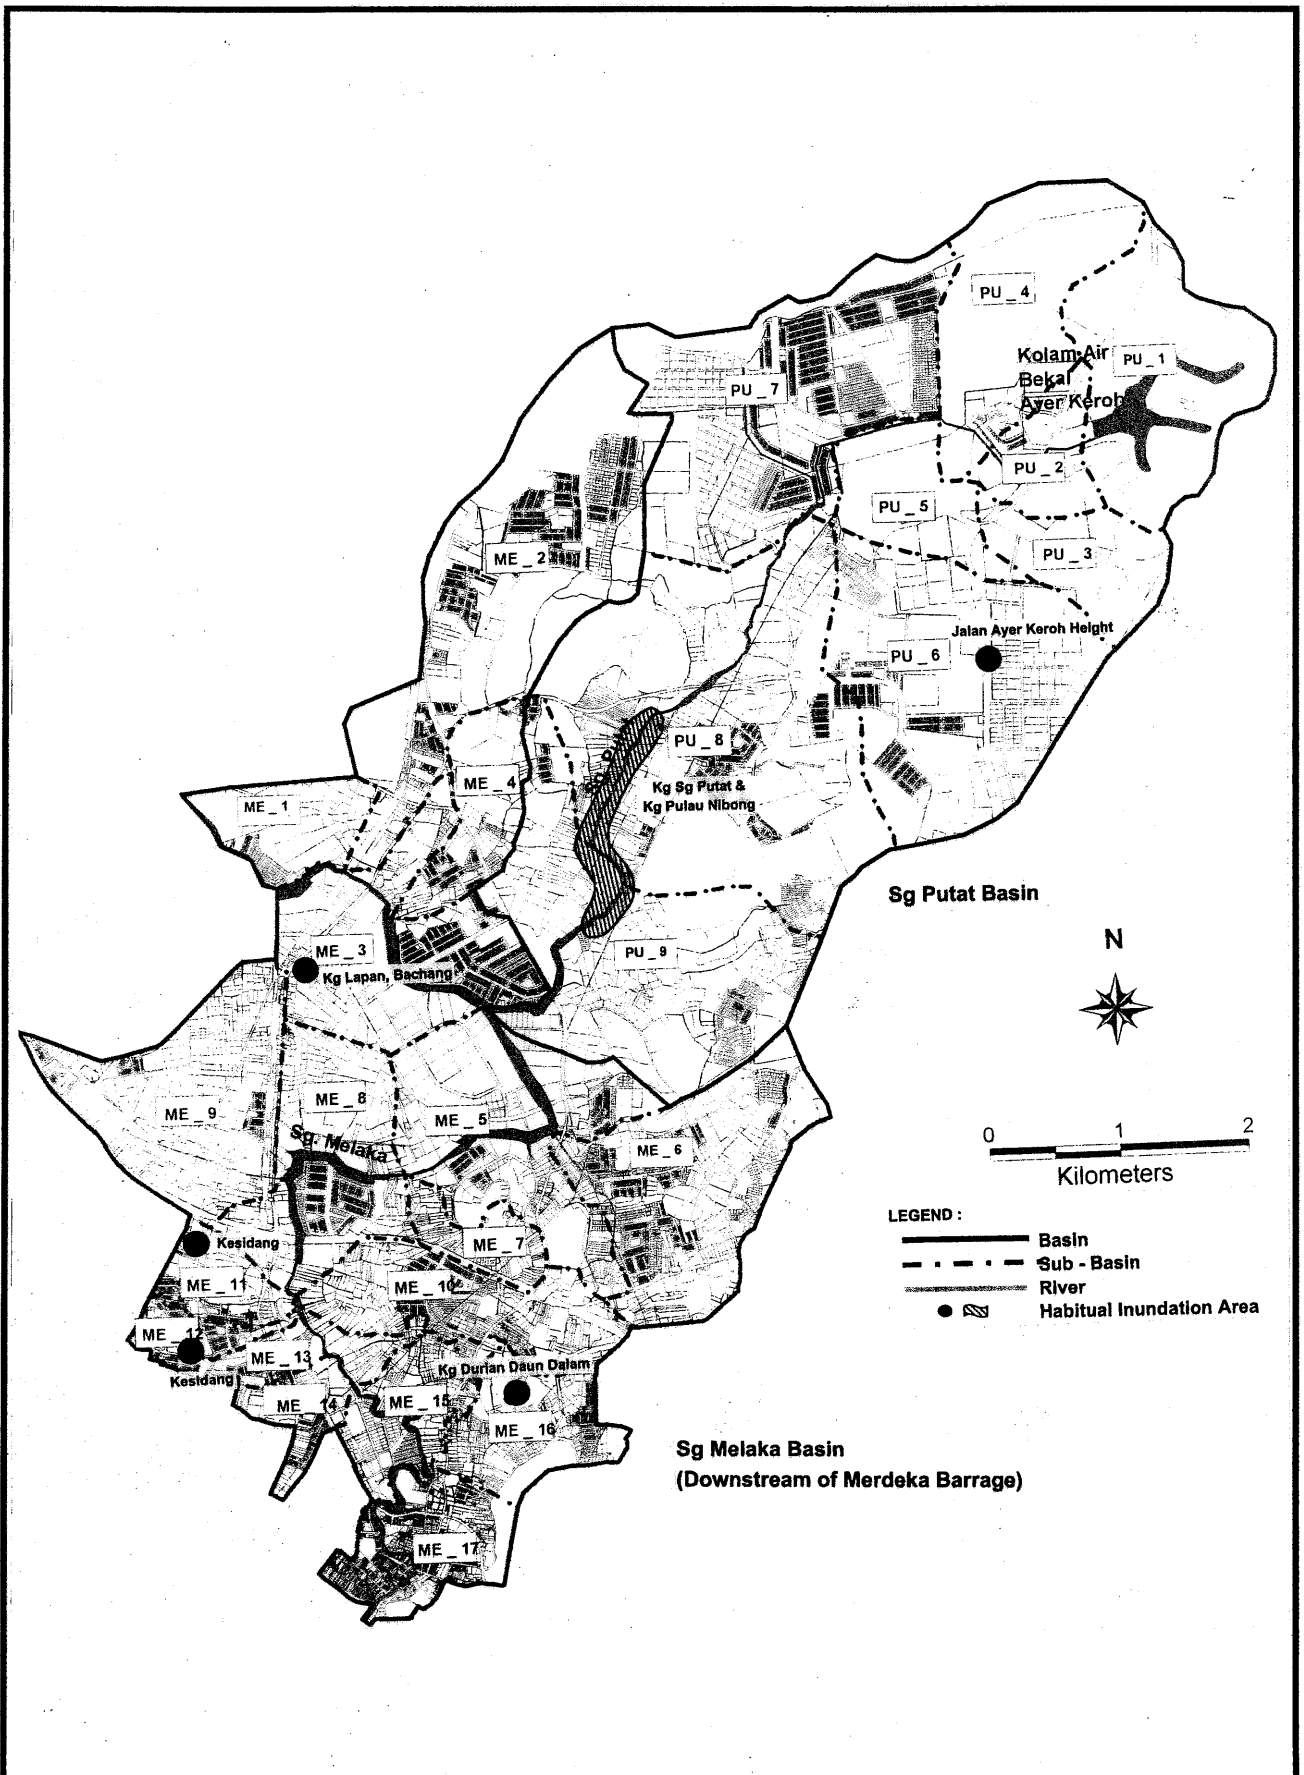 PU _ 4
Kolam Air
Bekal
Ayer Keroh
PU _ 1
PU _ 7
PU _ 2
PU _ 5
PU _ 3
ME _ 2
Jalan Ayer Keroh Height
PU _ 6
PU _ 8
ME _ 4
Kg Sg Putat &
Kg Pulau Nibong
ME _ 1
Sg Putat Basin
N
ME _ 3
Kg Lapan, Bachang
PU _ 9
ME _ 9
ME _ 8
ME _ 5
Sg. Melaka
ME _ 6
0 1 2
Kilometers
LEGEND :
Basin
Sub - Basin
River
Habitual Inundation Area
Kesidang
ME _ 7
ME _ 11
ME _ 10
ME _ 12
ME _ 13
Kesidang
Kg Durian Daun Dalam
ME _ 14
ME _ 15
ME _ 16
Sg Melaka Basin
(Downstream of Merdeka Barrage)
ME _ 17